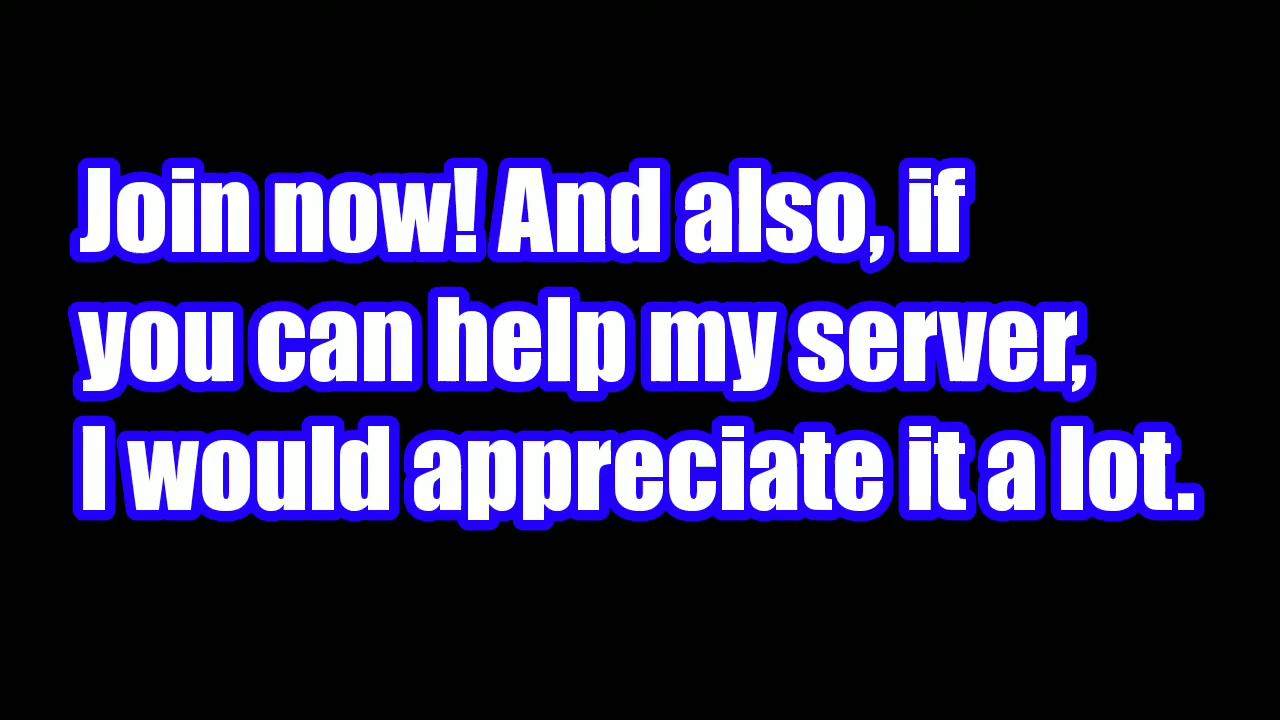 Join now! And also, if
you can help my server,
I would appreciate it a lot.